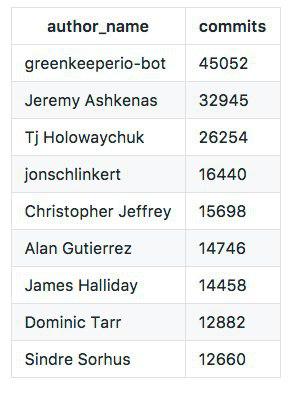 author_name commits
greenkeeperio-bot 45052
Jeremy Ashkenas 32945
Tj Holowaychuk 26254
jonschlinkert 16440
Christopher Jeffrey 15698
Alan Gutierrez 14746
James Halliday 14458
Dominic Tarr 12882
Sindre Sorhus 12660